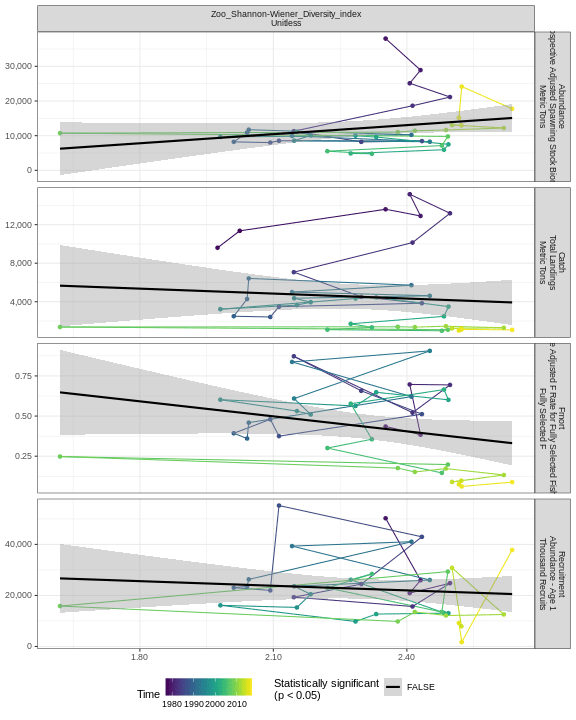 Zoo_Shannon-Wiener_Diversity_index
Unitless
30,000
20,000
10,000
0
Abundance
Adjusted Spawning Stock
Metric Tons
12,000
8,000
4,000
Catch
Total Landings
Metric Tons
0.75
0.50
0.25
Fmort
Adjusted F Rate for Fully Selected
Fully Selected F
40,000
20,000
0
Recruitment
Abundance - Age 1
Thousand Recruits
1.80
2.10
2.40
Time
1980 1990 2000 2010
Statistically significant
(p < 0.05)
FALSE